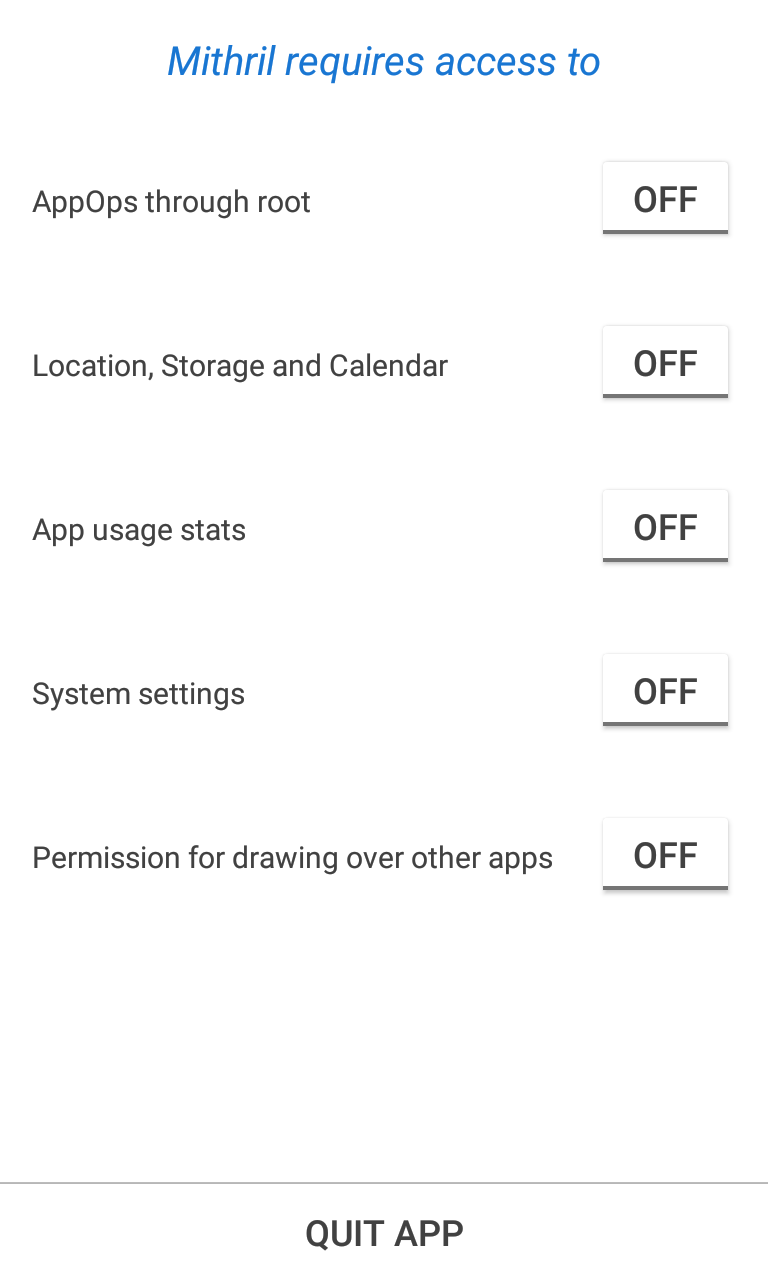 Mithril requires access to
AppOps through root
OFF
Location, Storage and Calendar
OFF
App usage stats
OFF
System settings
OFF
Permission for drawing over other apps
OFF
QUIT APP